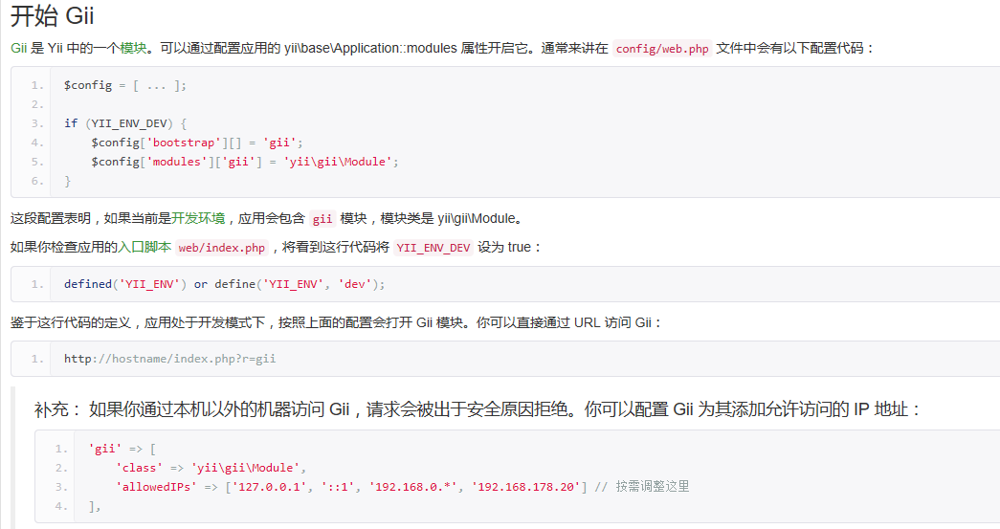 开始 Gii
Gii 是 Yii 中的一个模块。可以通过配置应用的 yii\base\Application::modules 属性开启它。通常来讲在 config/web.php 文件中会有以下配置代码：
1. $config = [ ... ];
2.
3. if (YII_ENV_DEV) {
4.     $config['bootstrap'][] = 'gii';
5.     $config['modules']['gii'] = 'yii\gii\Module';
6. }
这段配置表明，如果当前是开发环境，应用会包含 gii 模块，模块类是 yii\gii\Module。
如果你检查应用的入口脚本 web/index.php ，将看到这行代码将 YII_ENV_DEV 设为 true：
1. defined('YII_ENV') or define('YII_ENV', 'dev');
鉴于这行代码的定义，应用处于开发模式下，按照上面的配置会打开 Gii 模块。你可以直接通过 URL 访问 Gii：
1. http://hostname/index.php?r=gii
补充： 如果你通过本机以外的机器访问 Gii，请求会被出于安全原因拒绝。你可以配置 Gii 为其添加允许访问的 IP 地址：
1. 'gii' => [
2.     'class' => 'yii\gii\Module',
3.     'allowedIPs' => ['127.0.0.1', '::1', '192.168.0.*', '192.168.178.20'] // 按需调整这里
4. ],